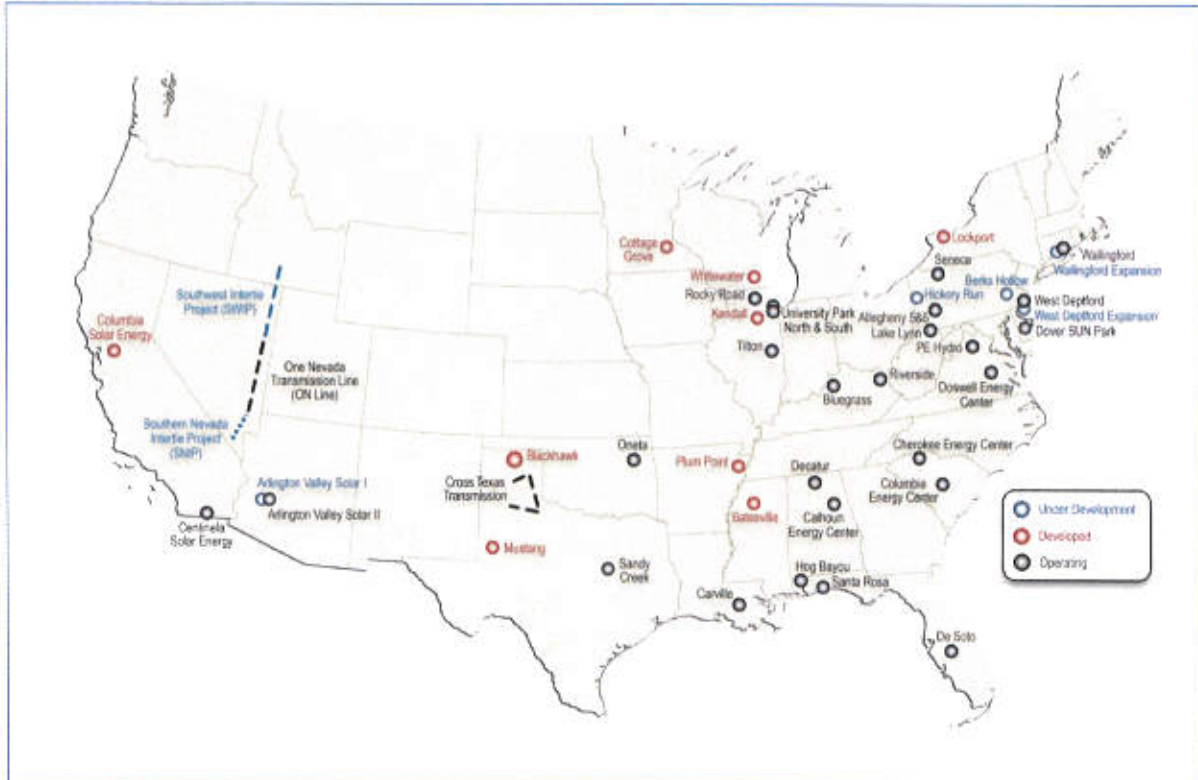 Cottage
Grove
Lockport
Seneca
Wallingford
Wallingford Expansion
Southwest Intertie
Project (SWIP)
Whitewater
Rocky Road
Kendall
University Park
North & South
Berks Hollow
Hickory Run
Allegheny 5&6
Lake Lynn
West Deptford
West Deptford Expansion
Dover SUN Park
Columbia
Solar Energy
Tilton
PE Hydro
One Nevada
Transmission Line
(ON Line)
Riverside
Bluegrass
Doswell Energy
Center
Southern Nevada
Intertie Project
(SNIP)
Blackhawk
Oneta
Plum Point
Decatur
Cherokee Energy Center
Cross Texas
Transmission
Arlington Valley Solar I
Arlington Valley Solar II
Columbia
Energy Center
Batesville
Calhoun
Energy Center
Centinela
Solar Energy
Under Development
Developed
Operating
Mustang
Sandy
Creek
Hog Bayou
Santa Rosa
Carville
De Soto